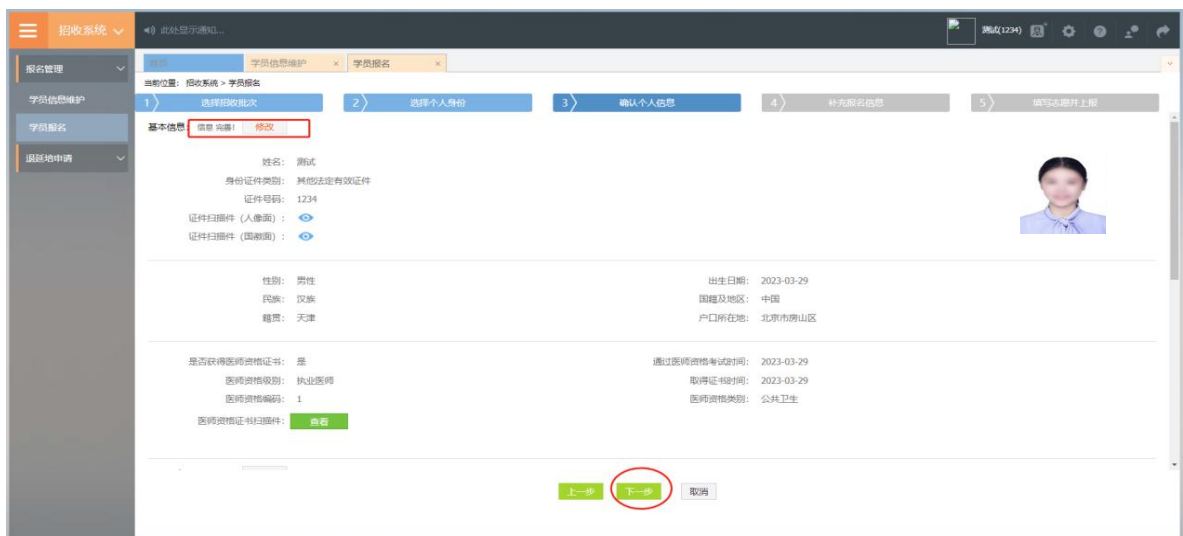 招收系统
此处显示通知...
测试(1234)
报名管理
学员信息维护
学员报名
退延培申请
首页 学员信息维护 × 学员报名 ×
当前位置： 招收系统 > 学员报名
1 选择招收批次 2 选择个人身份 3 确认个人信息 4 补充报名信息 5 填写志愿并上报
基本信息: 信息 完善! 修改
姓名： 测试
身份证件类别： 其他法定有效证件
证件号码： 1234
证件扫描件（人像面）:
证件扫描件（国徽面）:
性别： 男性 出生日期： 2023-03-29
民族： 汉族 国籍及地区： 中国
籍贯： 天津 户口所在地： 北京市房山区
是否获得医师资格证书： 是 通过医师资格考试时间： 2023-03-29
医师资格级别： 执业医师 取得证书时间： 2023-03-29
医师资格编码： 1 医师资格类别： 公共卫生
医师资格证书扫描件： 查看
上一步 下一步 取消